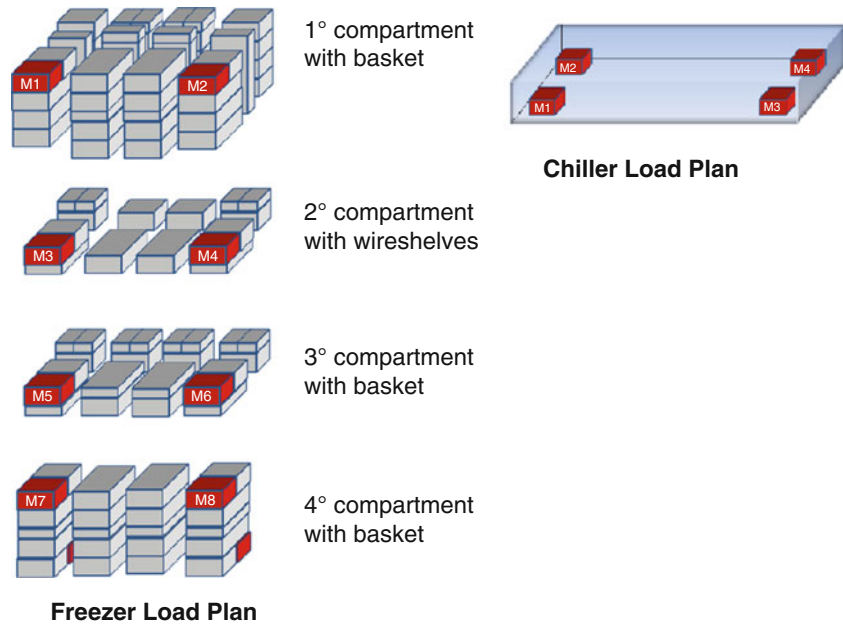 M1
M2
1° compartment
with basket
M2
M4
M1
M3
Chiller Load Plan
M3
M4
2° compartment
with wireshelves
M5
M6
3° compartment
with basket
M7
M8
4° compartment
with basket
Freezer Load Plan